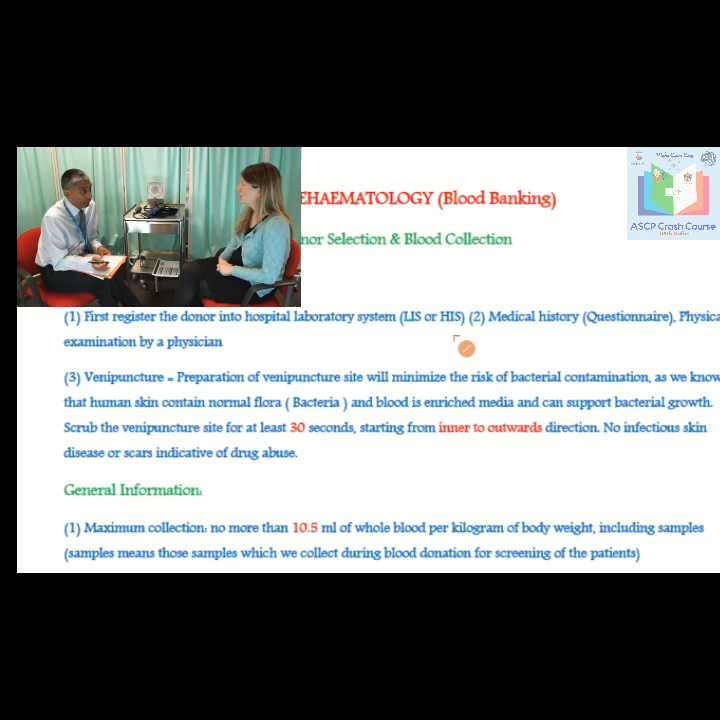 EHAEMATOLOGY (Blood Banking)
nor Selection & Blood Collection
ASCP Crash Course
(1) First register the donor into hospital laboratory system (LIS or HIS) (2) Medical history (Questionnaire), Physica
examination by a physician
(3) Venipuncture = Preparation of venipuncture site will minimize the risk of bacterial contamination, as we know
that human skin contain normal flora ( Bacteria ) and blood is enriched media and can support bacterial growth.
Scrub the venipuncture site for at least 30 seconds, starting from inner to outwards direction. No infectious skin
disease or scars indicative of drug abuse.
General Information:
(1) Maximum collection: no more than 10.5 ml of whole blood per kilogram of body weight, including samples
(samples means those samples which we collect during blood donation for screening of the patients)